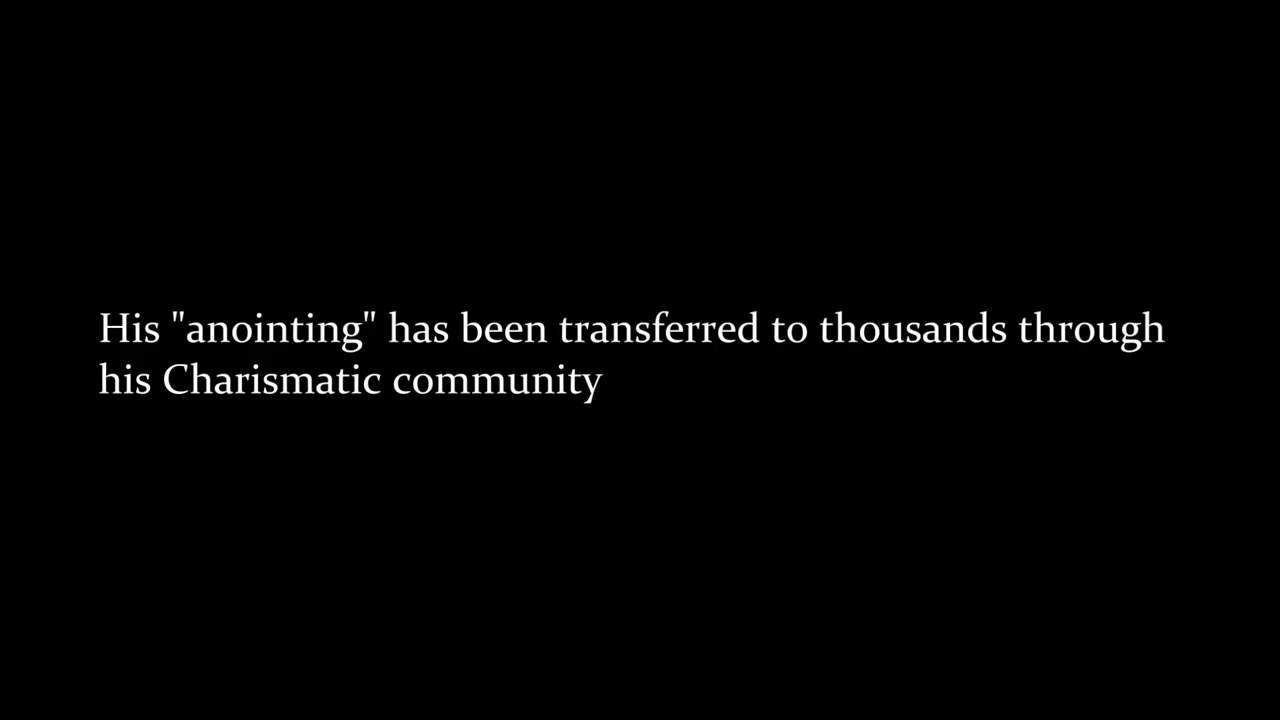 His "anointing" has been transferred to thousands through
his Charismatic community